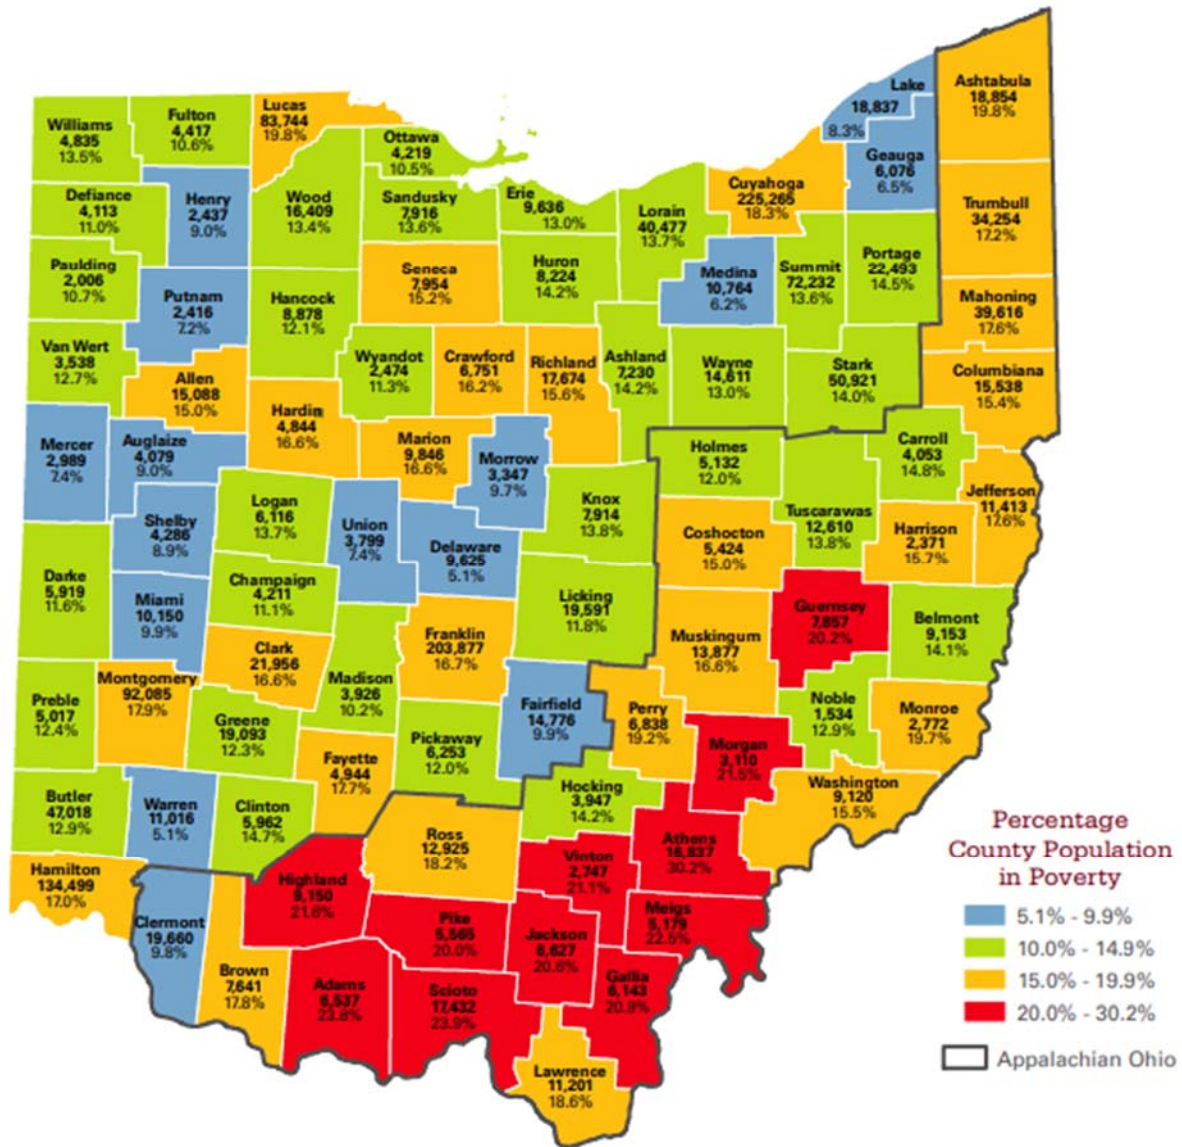 Williams
4,835
13.5%
Fulton
4,417
10.6%
Lucas
83,744
19.8%
Ottawa
4,219
10.5%
Lake
18,837
8.3%
Ashtabula
18,854
19.8%
Geauga
6,076
6.5%
Defiance
4,113
11.0%
Henry
2,437
9.0%
Wood
16,409
13.4%
Sandusky
7,916
13.6%
Erie
9,636
13.0%
Lorain
40,477
13.7%
Cuyahoga
225,265
18.3%
Trumbull
34,254
17.2%
Paulding
2,006
10.7%
Putnam
2,416
7.2%
Hancock
8,878
12.1%
Seneca
7,954
15.2%
Huron
8,224
14.2%
Medina
10,764
6.2%
Summit
72,232
13.6%
Portage
22,493
14.5%
Mahoning
39,616
17.6%
Van Wert
3,538
12.7%
Allen
15,088
15.0%
Wyandot
2,474
11.3%
Crawford
6,751
16.2%
Richland
17,674
15.6%
Ashland
7,230
14.2%
Wayne
14,611
13.0%
Stark
50,921
14.0%
Columbiana
15,538
15.4%
Mercer
2,989
7.4%
Auglaize
4,079
9.0%
Hardin
4,844
16.6%
Marion
9,846
16.6%
Morrow
3,347
9.7%
Holmes
5,132
12.0%
Carroll
4,053
14.8%
Jefferson
11,413
17.6%
Shelby
4,286
8.9%
Logan
6,116
13.7%
Union
3,799
7.4%
Delaware
9,625
5.1%
Knox
7,914
13.8%
Coshocton
5,424
15.0%
Tuscarawas
12,610
13.8%
Harrison
2,371
15.7%
Darke
5,919
11.6%
Miami
10,150
9.9%
Champaign
4,211
11.1%
Licking
19,591
11.8%
Guernsey
7,857
20.2%
Belmont
9,153
14.1%
Clark
21,956
16.6%
Franklin
203,877
16.7%
Muskingum
13,877
16.6%
Preble
5,017
12.4%
Montgomery
92,085
17.9%
Greene
19,093
12.3%
Madison
3,926
10.2%
Pickaway
6,253
12.0%
Fairfield
14,776
9.9%
Perry
6,838
19.2%
Morgan
3,110
21.5%
Noble
1,534
12.9%
Monroe
2,772
19.7%
Fayette
4,944
17.7%
Hocking
3,947
14.2%
Washington
9,120
15.5%
Butler
47,018
12.9%
Warren
11,016
5.1%
Clinton
5,962
14.7%
Ross
12,925
18.2%
Vinton
2,747
21.1%
Athens
16,837
30.2%
Hamilton
134,499
17.0%
Clermont
19,660
9.8%
Highland
9,150
21.6%
Pike
5,565
20.0%
Jackson
6,627
20.6%
Meigs
5,179
22.5%
Brown
7,641
17.8%
Adams
6,537
23.8%
Scioto
17,432
23.9%
Gallia
6,143
20.9%
Lawrence
11,201
18.6%
Percentage
County Population
in Poverty
5.1% - 9.9%
10.0% - 14.9%
15.0% - 19.9%
20.0% - 30.2%
Appalachian Ohio